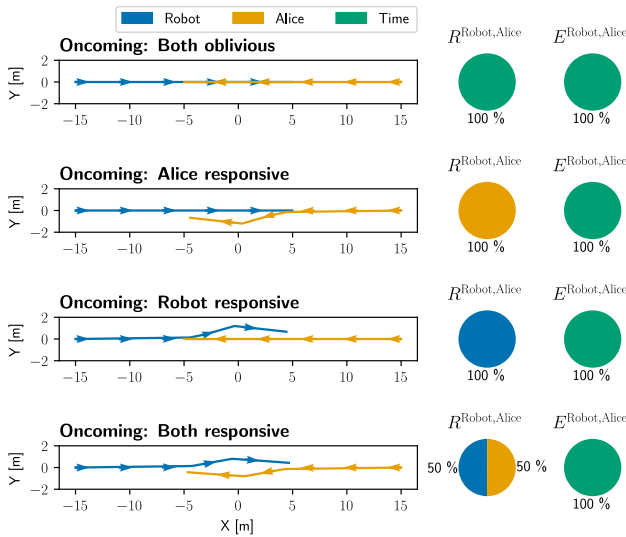 Robot Alice Time
Oncoming: Both oblivious
R^Robot,Alice E^Robot,Alice
Y [m]
2
0
−2
−15 −10 −5 0 5 10 15
100 % 100 %
Oncoming: Alice responsive
R^Robot,Alice E^Robot,Alice
Y [m]
2
0
−2
−15 −10 −5 0 5 10 15
100 % 100 %
Oncoming: Robot responsive
R^Robot,Alice E^Robot,Alice
Y [m]
2
0
−2
−15 −10 −5 0 5 10 15
100 % 100 %
Oncoming: Both responsive
R^Robot,Alice E^Robot,Alice
Y [m]
2
0
−2
−15 −10 −5 0 5 10 15
50 % 50 %
100 %
X [m]